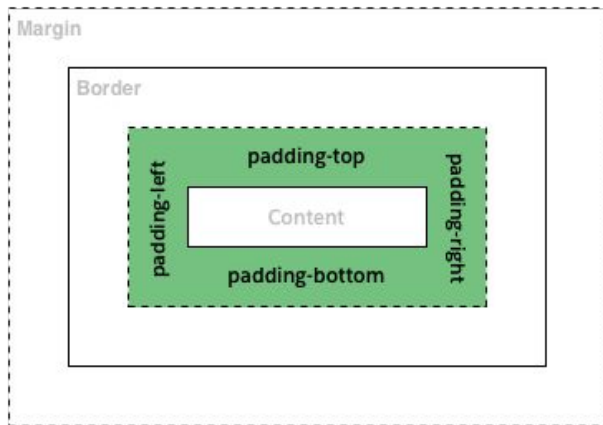 Margin
Border
padding-top
padding-left
Content
padding-right
padding-bottom